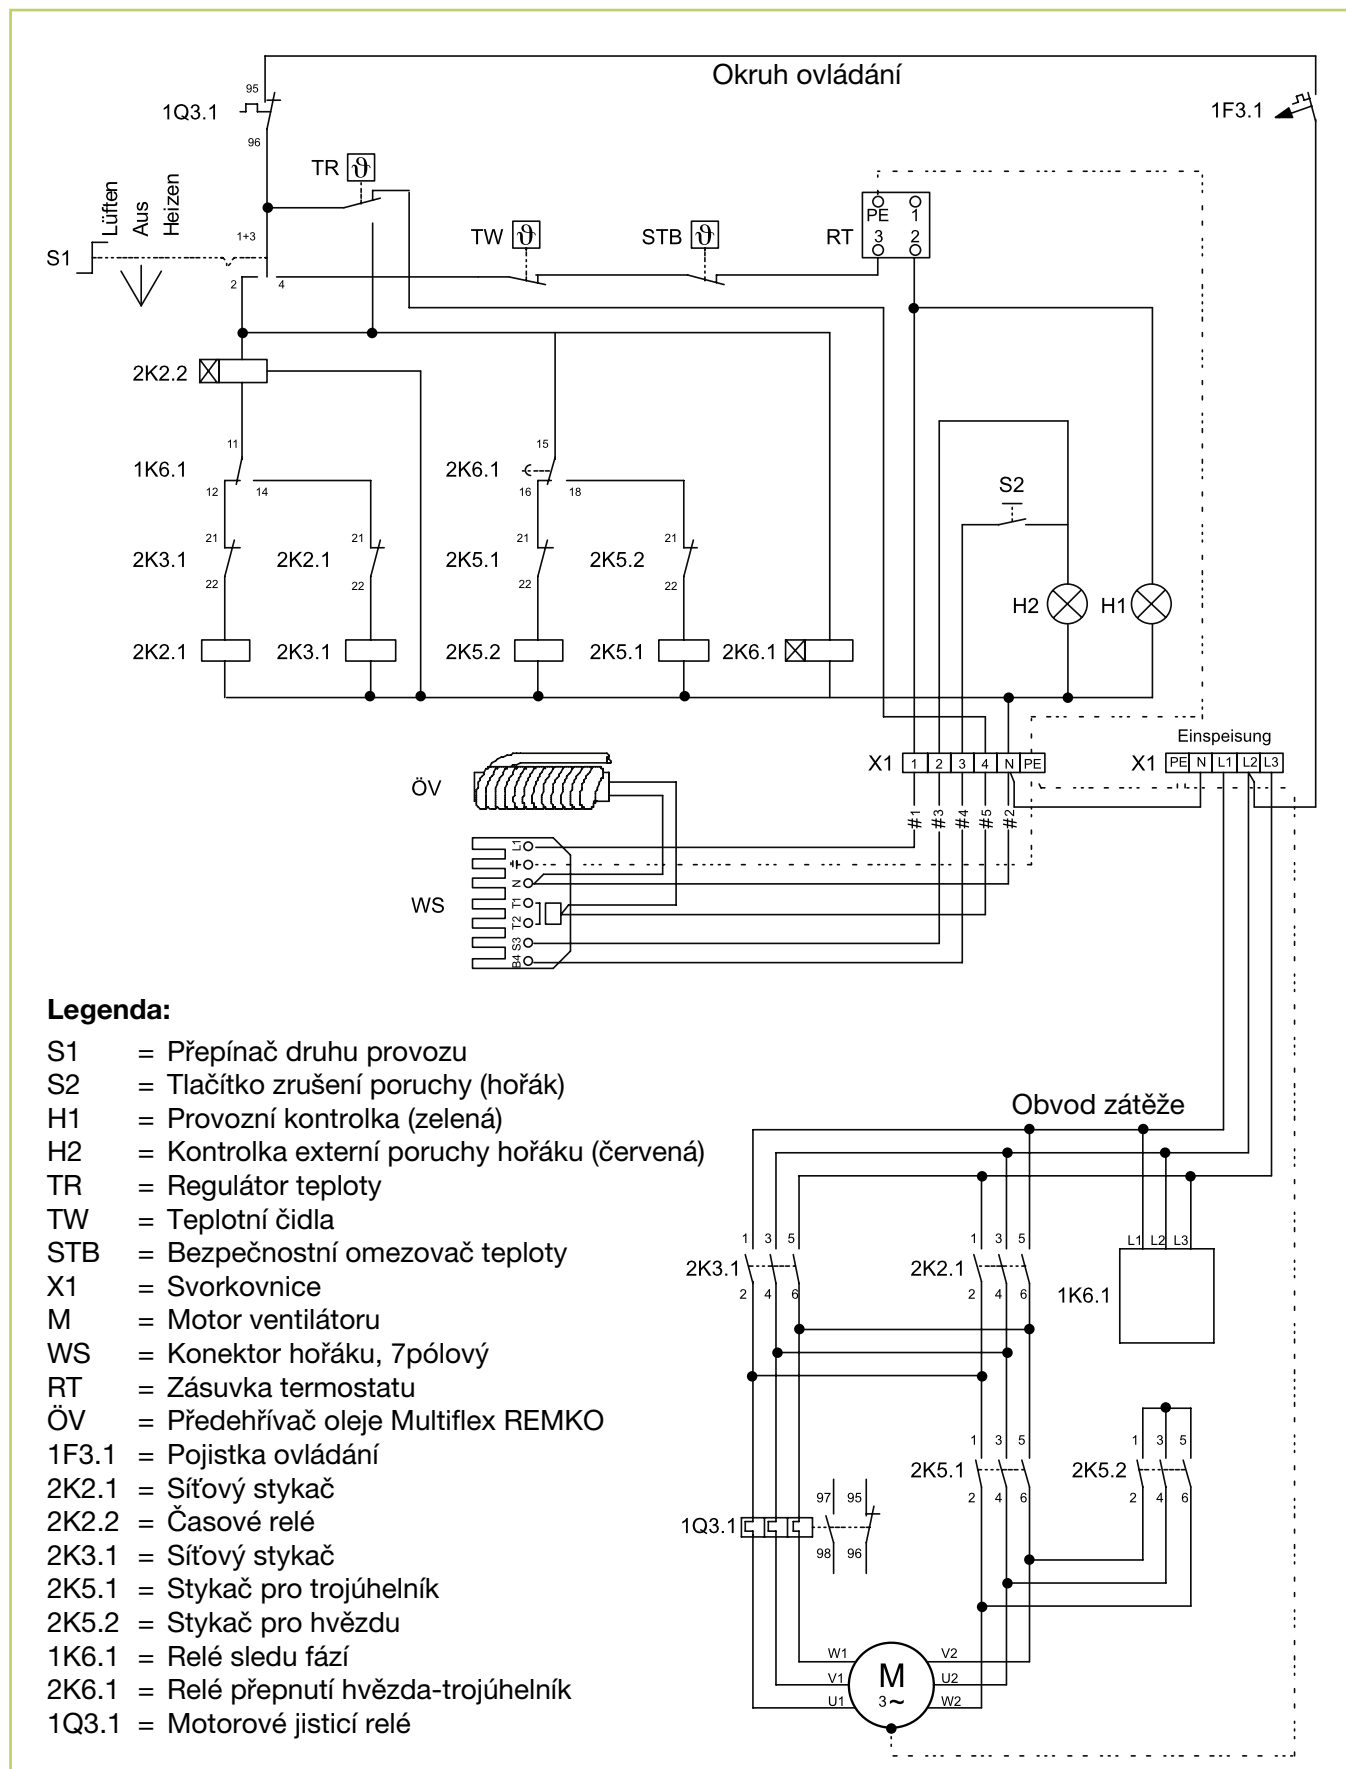 Okruh ovládání
95
1Q3.1
96
1F3.1
TR ϑ
Lüften
Aus
Heizen
S1
1+3
2 4
TW ϑ
STB ϑ
RT
PE 1
3 2
2K2.2
11
1K6.1
12 14
15
2K6.1
16 18
S2
21
2K3.1
22
21
2K2.1
22
21
2K5.1
22
21
2K5.2
22
H2
H1
2K2.1
2K3.1
2K5.2
2K5.1
2K6.1
Einspeisung
X1 1 2 3 4 N PE
X1 PE N L1 L2 L3
#1 #3 #4 #5 #2
ÖV
WS
L1
N
T1
T2
S3
B4
Legenda:
S1 = Přepínač druhu provozu
S2 = Tlačítko zrušení poruchy (hořák)
H1 = Provozní kontrolka (zelená)
H2 = Kontrolka externí poruchy hořáku (červená)
TR = Regulátor teploty
TW = Teplotní čidla
STB = Bezpečnostní omezovač teploty
X1 = Svorkovnice
M = Motor ventilátoru
WS = Konektor hořáku, 7pólový
RT = Zásuvka termostatu
ÖV = Předehřívač oleje Multiflex REMKO
1F3.1 = Pojistka ovládání
2K2.1 = Síťový stykač
2K2.2 = Časové relé
2K3.1 = Síťový stykač
2K5.1 = Stykač pro trojúhelník
2K5.2 = Stykač pro hvězdu
1K6.1 = Relé sledu fází
2K6.1 = Relé přepnutí hvězda-trojúhelník
1Q3.1 = Motorové jisticí relé
Obvod zátěže
1 3 5
2K3.1
2 4 6
1 3 5
2K2.1
2 4 6
L1 L2 L3
1K6.1
1 3 5
2K5.1
2 4 6
1 3 5
2K5.2
2 4 6
97 95
1Q3.1
98 96
W1 V2
V1 M U2
U1 3~ W2